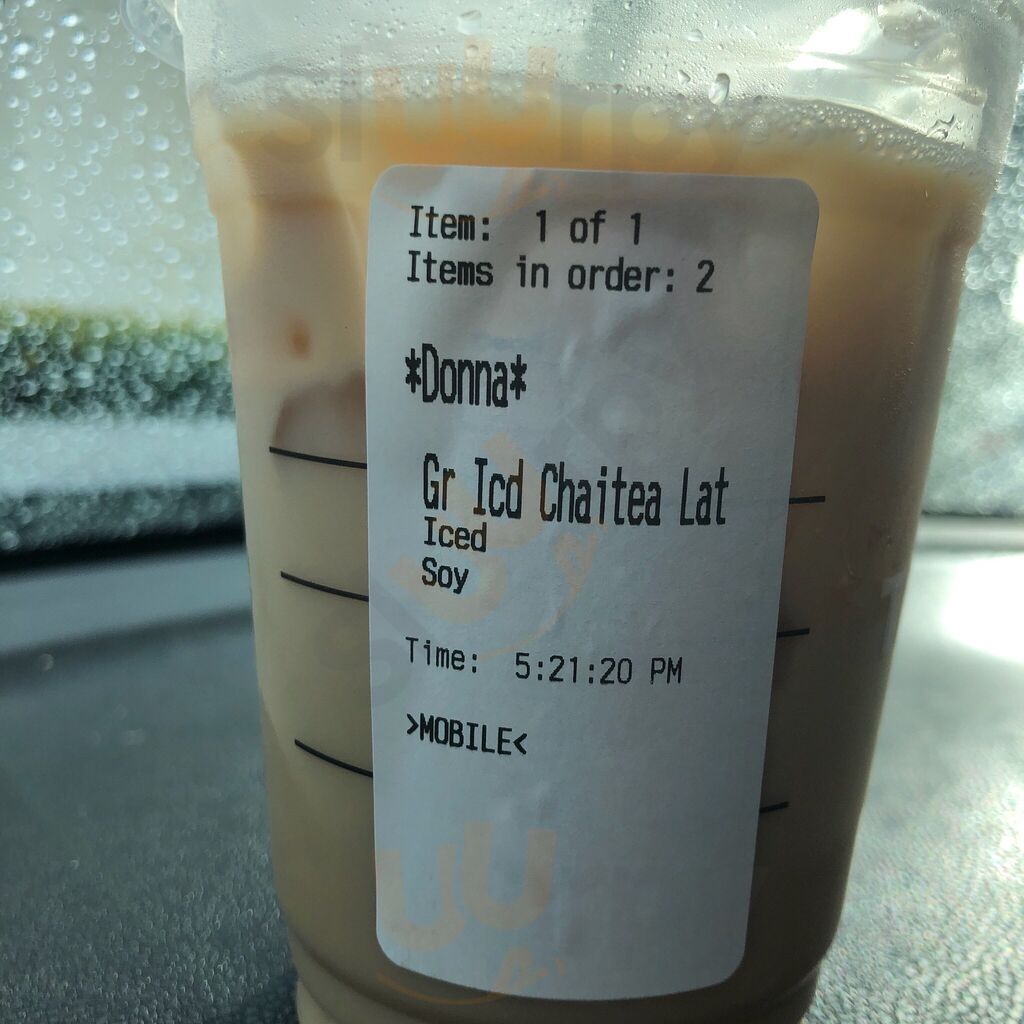 Item: 1 of 1
Items in order: 2
*Donna*
Gr Icd Chaitea Lat
Iced
Soy
Time: 5:21:20 PM
>MOBILE<